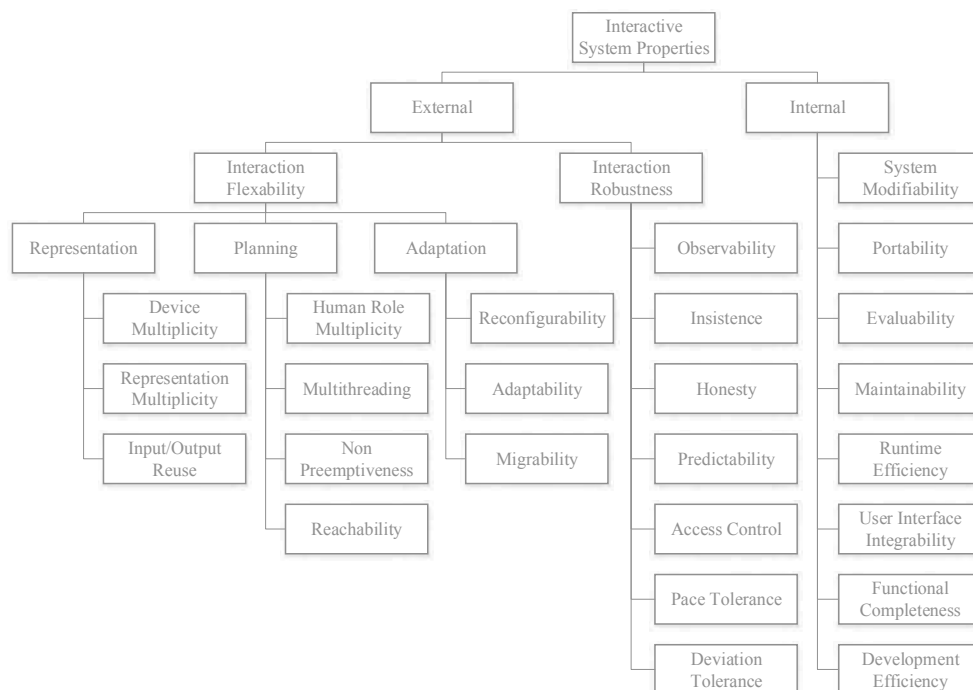 Interactive
System Properties
External
Internal
Interaction
Flexability
Interaction
Robustness
System
Modifiability
Representation
Planning
Adaptation
Observability
Portability
Device
Multiplicity
Human Role
Multiplicity
Reconfigurability
Insistence
Evaluability
Representation
Multiplicity
Multithreading
Adaptability
Honesty
Maintainability
Input/Output
Reuse
Non
Preemptiveness
Migrability
Predictability
Runtime
Efficiency
Reachability
Access Control
User Interface
Integrability
Pace Tolerance
Functional
Completeness
Deviation
Tolerance
Development
Efficiency